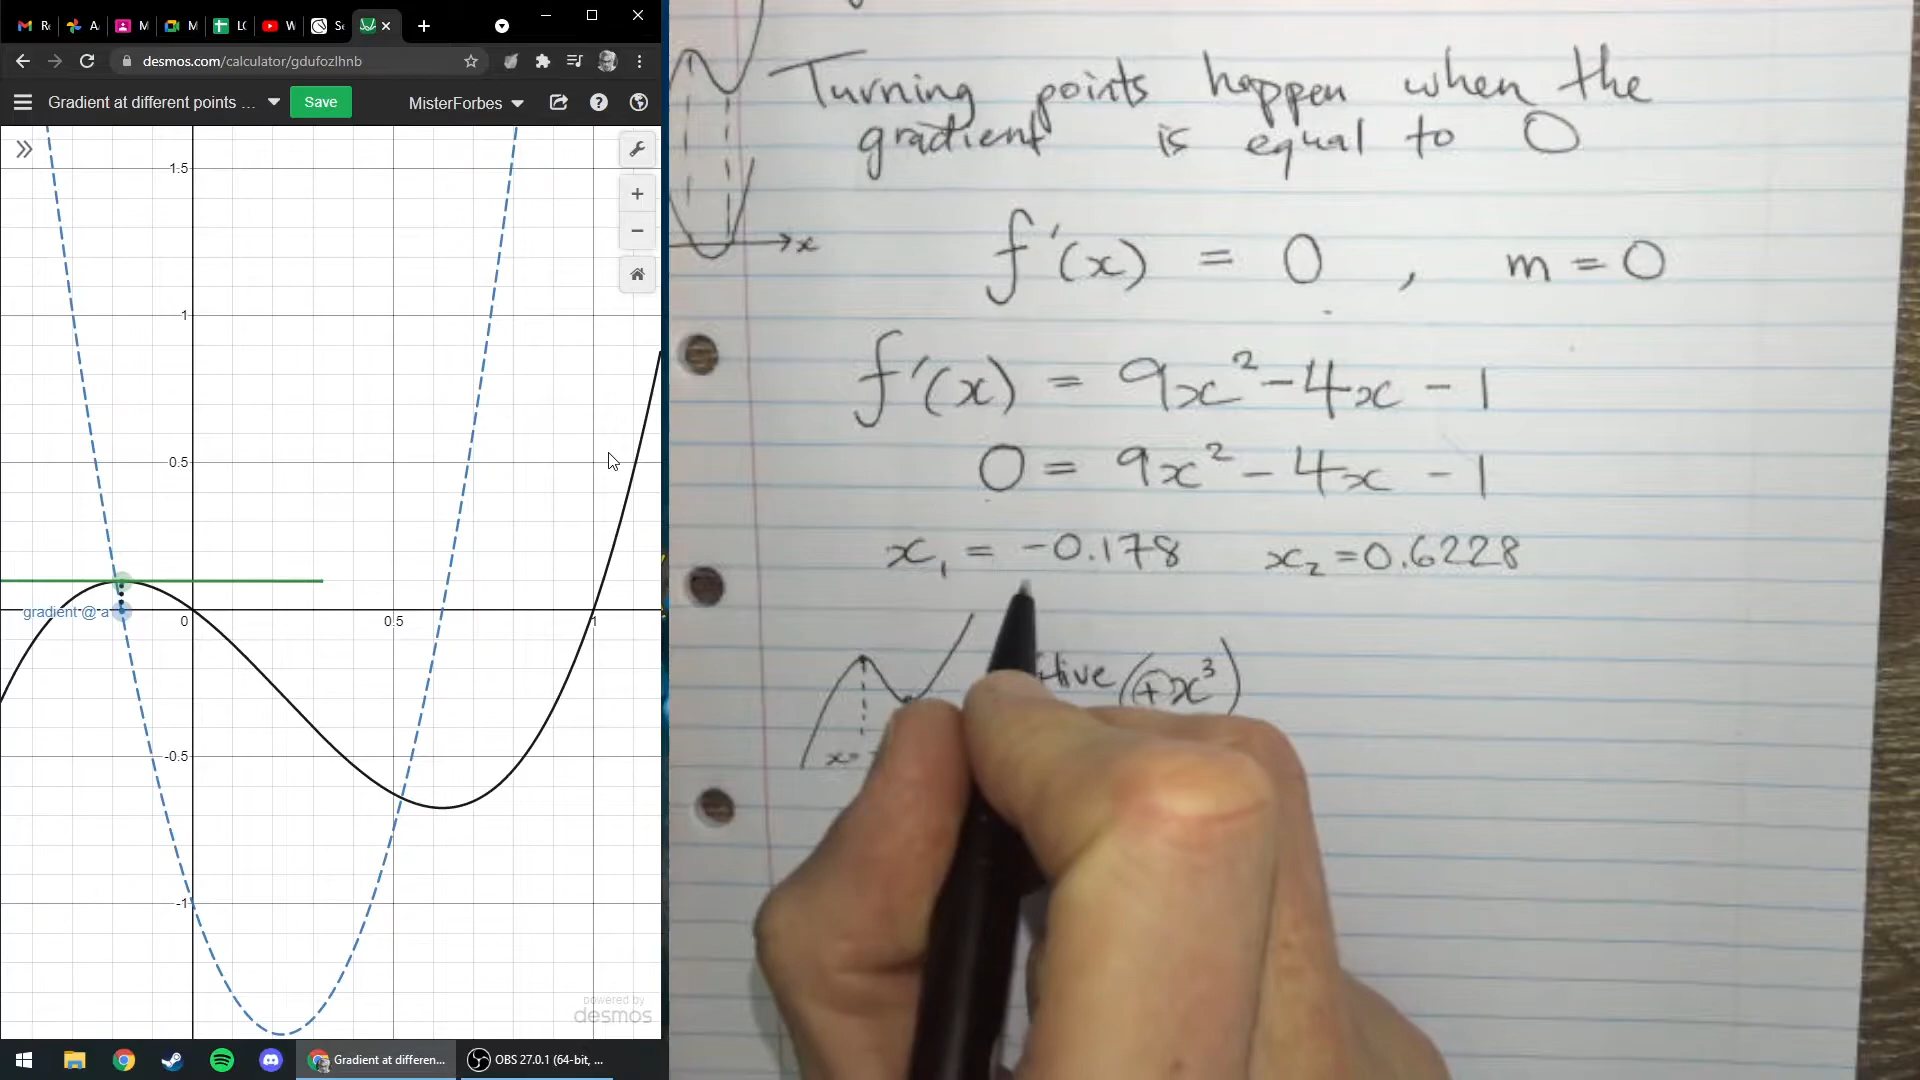 desmos.com/calculator/gdufozlhnb
Gradient at different points ...
Save
MisterForbes
1.5
1
0.5
gradient @ a
0
0.5
1
-0.5
-1
powered by
desmos
Gradient at differen...
OBS 27.0.1 (64-bit, ...
Turning points happen when the
gradient is equal to 0
x
f'(x) = 0 , m = 0
f'(x) = 9x² - 4x - 1
0 = 9x² - 4x - 1
x₁ = -0.178 x₂ = 0.6228
(+x³)
x=